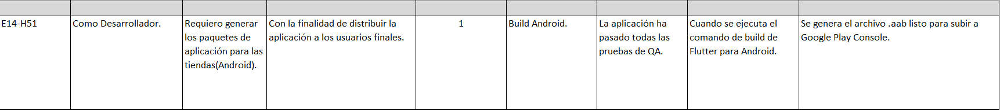 E14-H51
Como Desarrollador.
Requiero generar
los paquetes de
aplicación para las
tiendas(Android).
Con la finalidad de distribuir la
aplicación a los usuarios finales.
1
Build Android.
La aplicación ha
pasado todas las
pruebas de QA.
Cuando se ejecuta el
comando de build de
Flutter para Android.
Se genera el archivo .aab listo para subir a
Google Play Console.